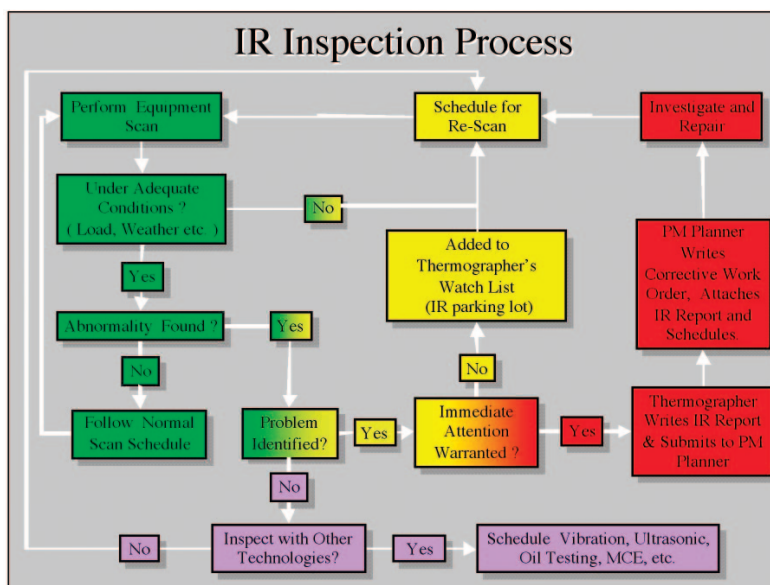 IR Inspection Process
Perform Equipment
Scan
Schedule for
Re-Scan
Investigate and
Repair
Under Adequate
Conditions ?
( Load, Weather etc. )
No
Added to
Thermographer's
Watch List
(IR parking lot)
PM Planner
Writes
Corrective Work
Order, Attaches
IR Report and
Schedules.
Yes
Abnormality Found ?
Yes
No
No
Follow Normal
Scan Schedule
Problem
Identified?
Yes
Immediate
Attention
Warranted ?
Yes
Thermographer
Writes IR Report
& Submits to PM
Planner
No
No
Inspect with Other
Technologies?
Yes
Schedule Vibration, Ultrasonic,
Oil Testing, MCE, etc.